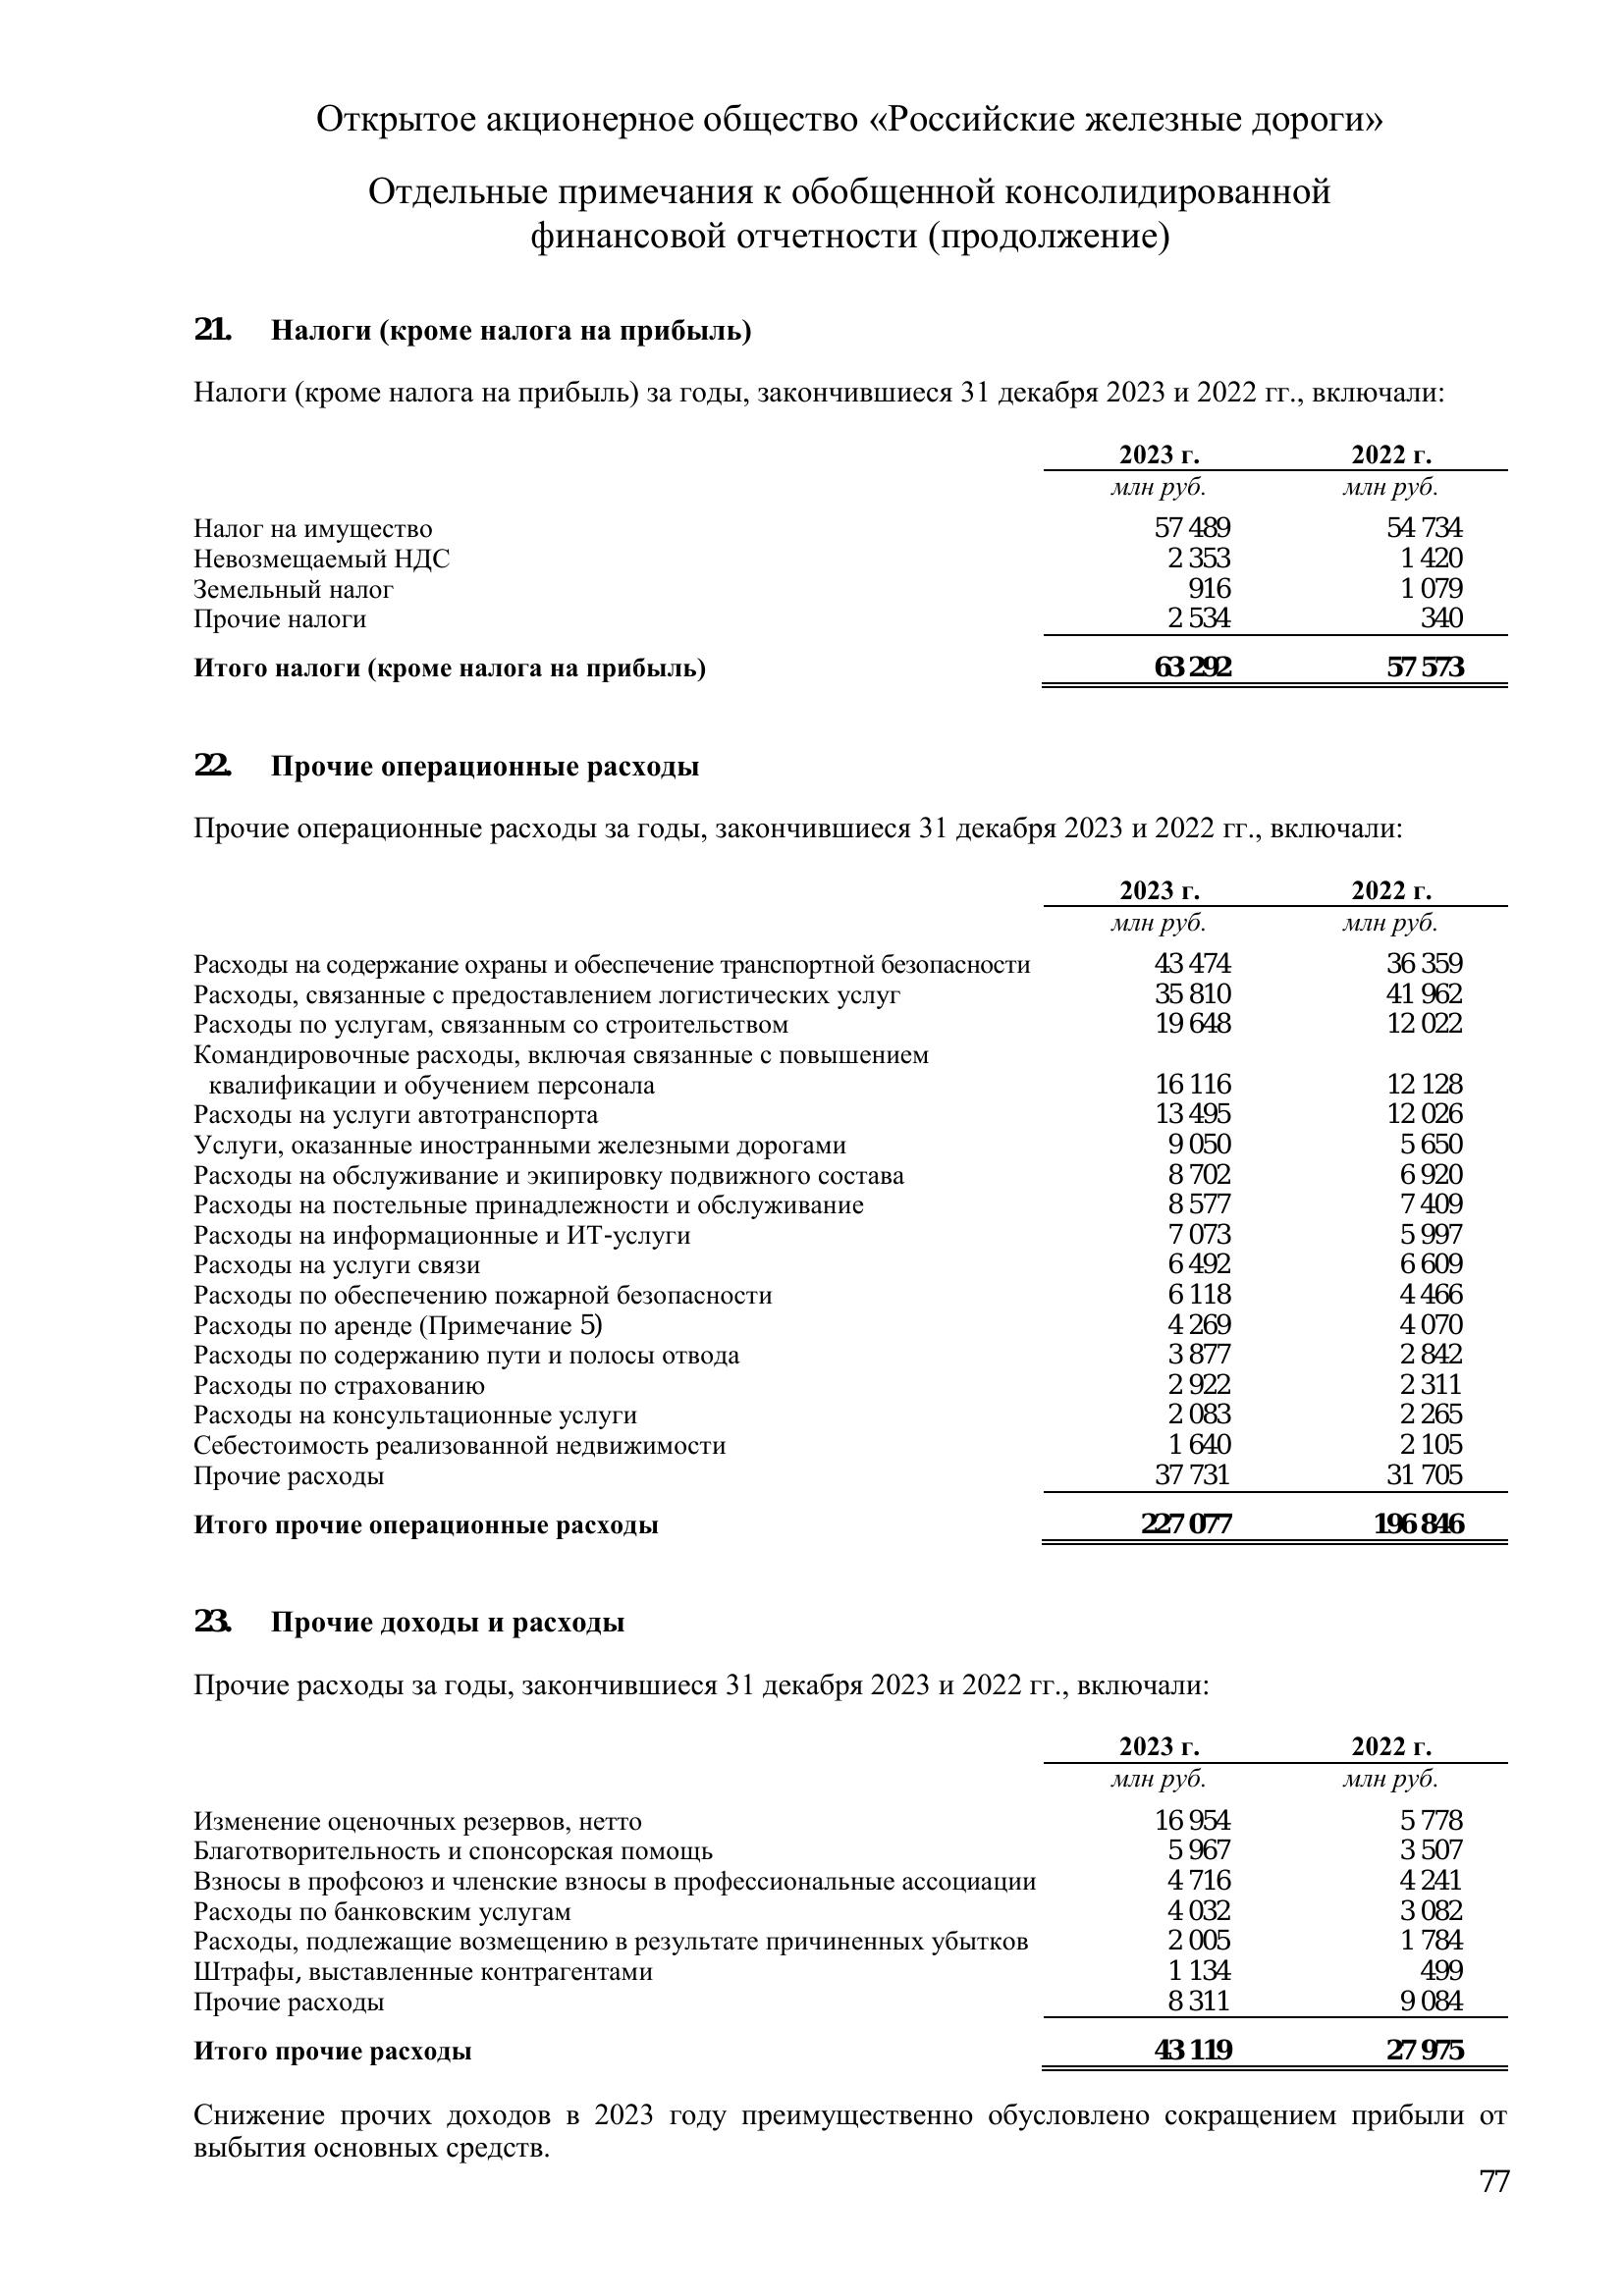 Открытое акционерное общество «Российские железные дороги»
Отдельные примечания к обобщенной консолидированной
финансовой отчетности (продолжение)
21. Налоги (кроме налога на прибыль)
Налоги (кроме налога на прибыль) за годы, закончившиеся 31 декабря 2023 и 2022 гг., включали:
2023 г. 2022 г.
млн руб. млн руб.
Налог на имущество 57 489 54 734
Невозмещаемый НДС 2 353 1 420
Земельный налог 916 1 079
Прочие налоги 2 534 340
Итого налоги (кроме налога на прибыль) 63 292 57 573
22. Прочие операционные расходы
Прочие операционные расходы за годы, закончившиеся 31 декабря 2023 и 2022 гг., включали:
2023 г. 2022 г.
млн руб. млн руб.
Расходы на содержание охраны и обеспечение транспортной безопасности 43 474 36 359
Расходы, связанные с предоставлением логистических услуг 35 810 41 962
Расходы по услугам, связанным со строительством 19 648 12 022
Командировочные расходы, включая связанные с повышением
квалификации и обучением персонала 16 116 12 128
Расходы на услуги автотранспорта 13 495 12 026
Услуги, оказанные иностранными железными дорогами 9 050 5 650
Расходы на обслуживание и экипировку подвижного состава 8 702 6 920
Расходы на постельные принадлежности и обслуживание 8 577 7 409
Расходы на информационные и ИТ-услуги 7 073 5 997
Расходы на услуги связи 6 492 6 609
Расходы по обеспечению пожарной безопасности 6 118 4 466
Расходы по аренде (Примечание 5) 4 269 4 070
Расходы по содержанию пути и полосы отвода 3 877 2 842
Расходы по страхованию 2 922 2 311
Расходы на консультационные услуги 2 083 2 265
Себестоимость реализованной недвижимости 1 640 2 105
Прочие расходы 37 731 31 705
Итого прочие операционные расходы 227 077 196 846
23. Прочие доходы и расходы
Прочие расходы за годы, закончившиеся 31 декабря 2023 и 2022 гг., включали:
2023 г. 2022 г.
млн руб. млн руб.
Изменение оценочных резервов, нетто 16 954 5 778
Благотворительность и спонсорская помощь 5 967 3 507
Взносы в профсоюз и членские взносы в профессиональные ассоциации 4 716 4 241
Расходы по банковским услугам 4 032 3 082
Расходы, подлежащие возмещению в результате причиненных убытков 2 005 1 784
Штрафы, выставленные контрагентами 1 134 499
Прочие расходы 8 311 9 084
Итого прочие расходы 43 119 27 975
Снижение прочих доходов в 2023 году преимущественно обусловлено сокращением прибыли от
выбытия основных средств.
77